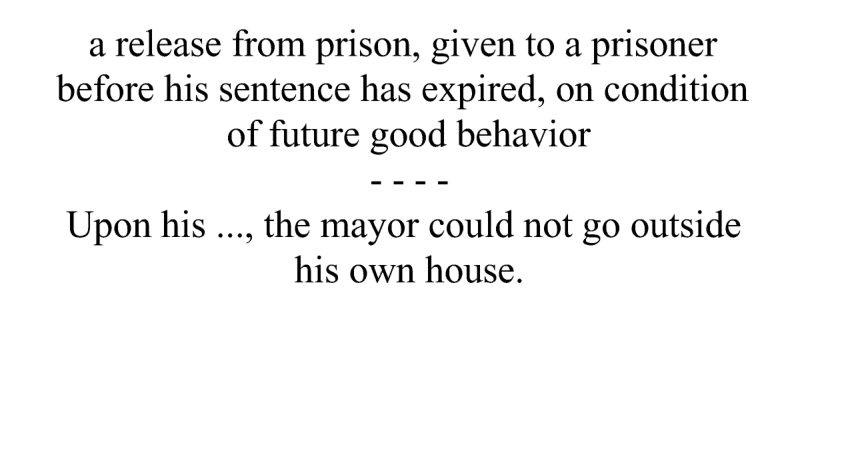 a release from prison, given to a prisoner
before his sentence has expired, on condition
of future good behavior
- - - -
Upon his ..., the mayor could not go outside
his own house.